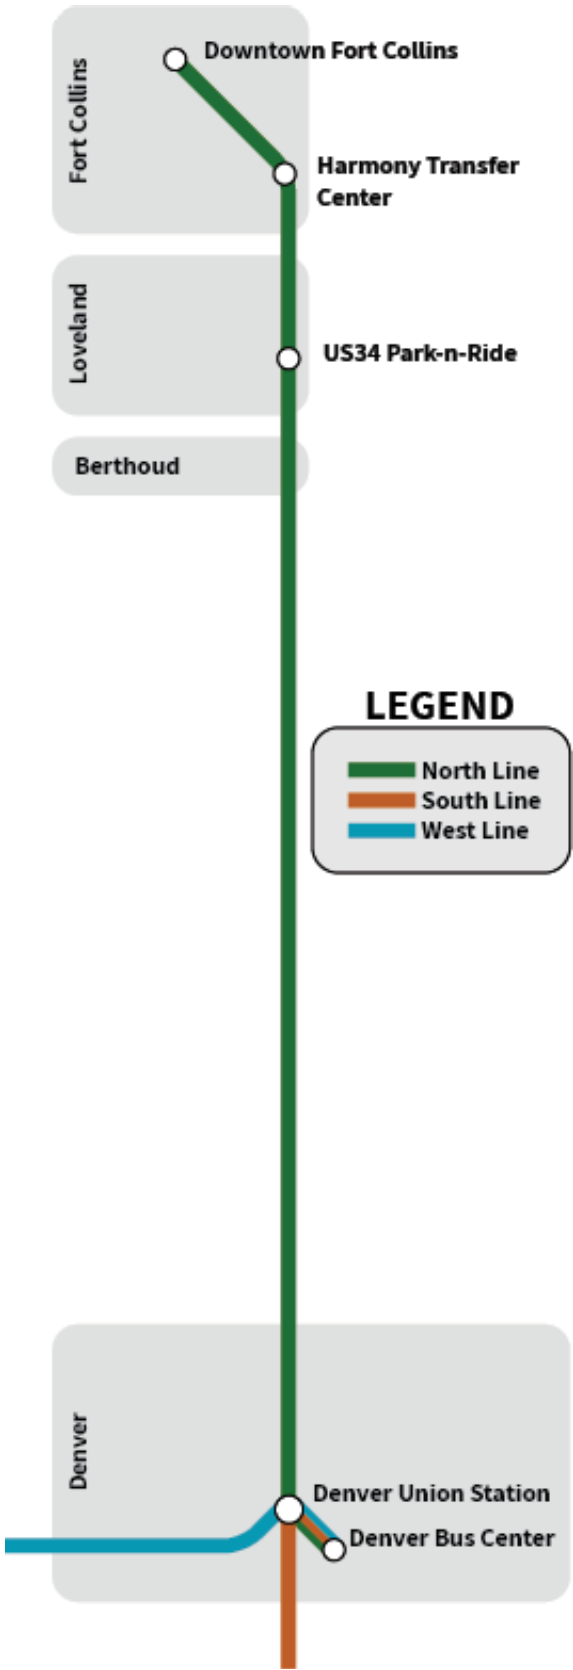 Downtown Fort Collins
Fort Collins
Harmony Transfer
Center
Loveland
US34 Park-n-Ride
Berthoud
LEGEND
North Line
South Line
West Line
Denver
Denver Union Station
Denver Bus Center